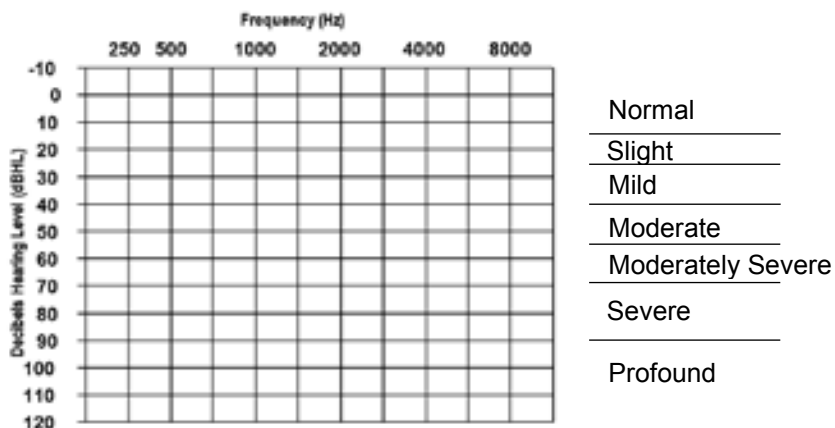 Frequency (Hz)
250 500 1000 2000 4000 8000
Decibels Hearing Level (dBHL)
-10
0
10
20
30
40
50
60
70
80
90
100
110
120
Normal
Slight
Mild
Moderate
Moderately Severe
Severe
Profound